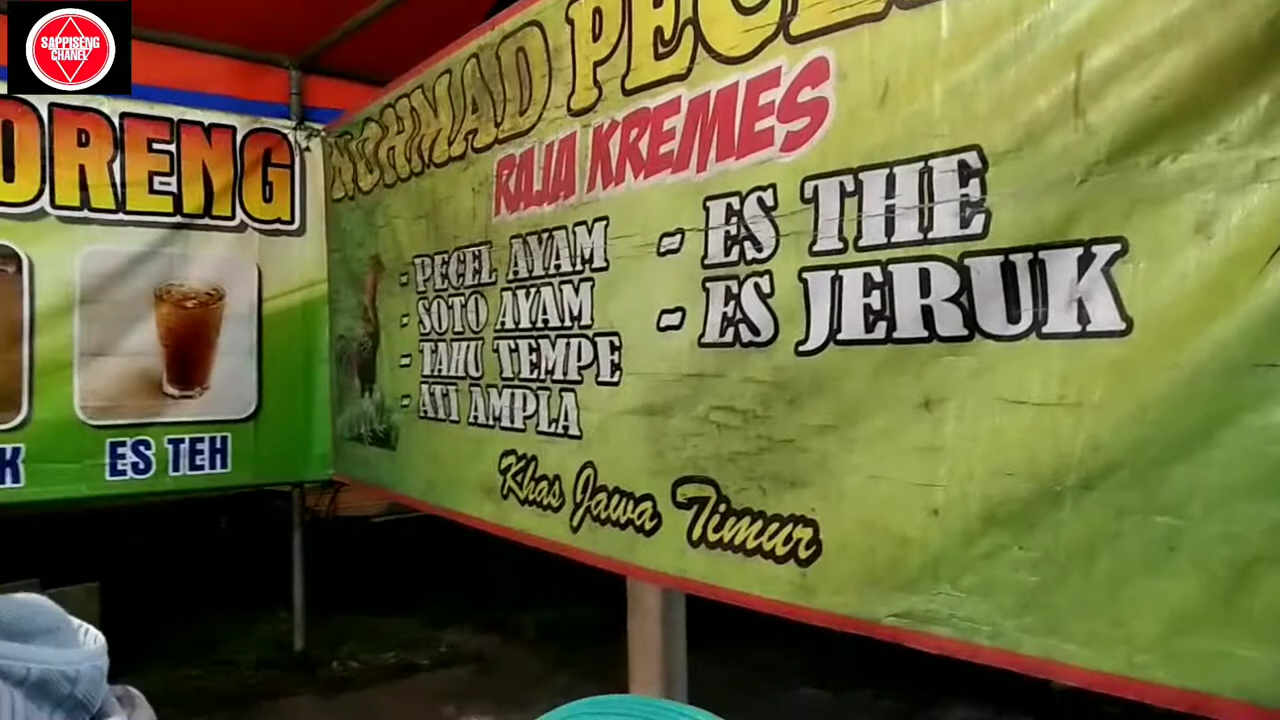 SAPPISENG
CHANEL
ORENG
K
ES TEH
MOHMAD PECEL
RAJA KREMES
- PECEL AYAM
- SOTO AYAM
- TAHU TEMPE
- ATI AMPLA
- ES THE
- ES JERUK
Khas Jawa Timur